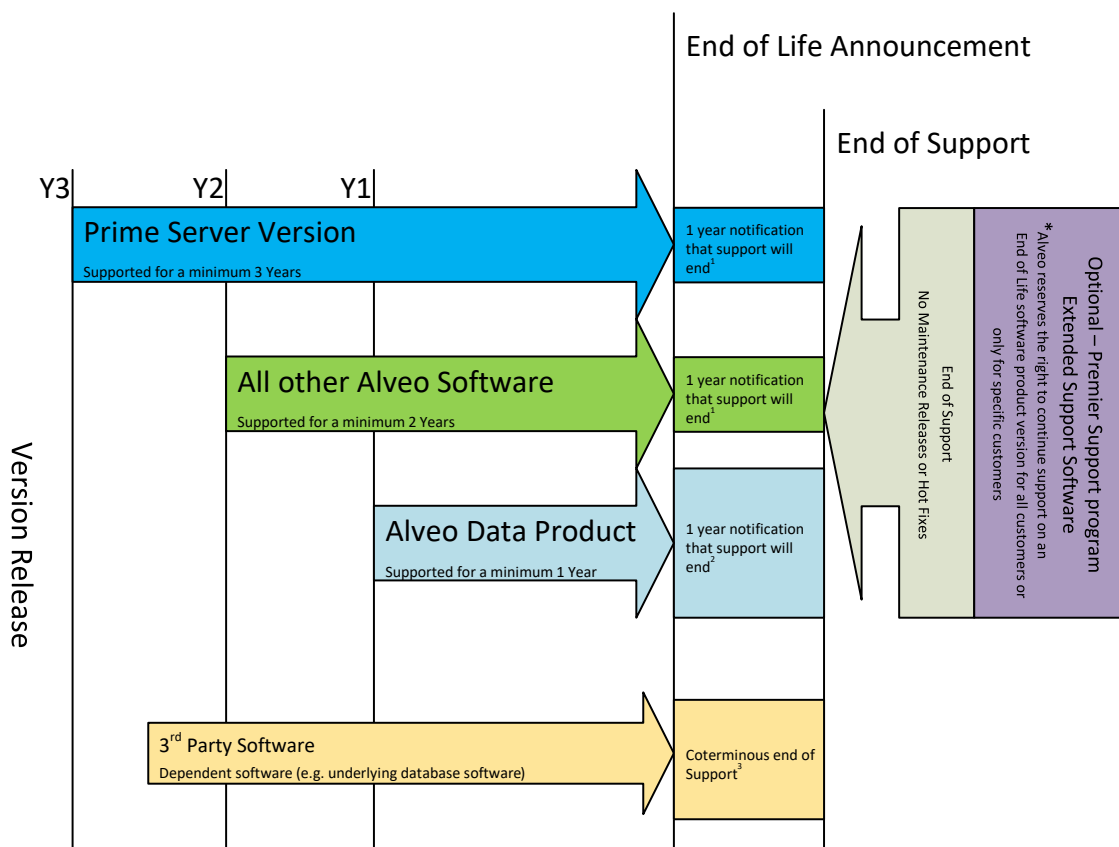 End of Life Announcement
End of Support
Y3
Y2
Y1
Prime Server Version
Supported for a minimum 3 Years
1 year notification
that support will
end1
All other Alveo Software
Supported for a minimum 2 Years
1 year notification
that support will
end1
Alveo Data Product
Supported for a minimum 1 Year
1 year notification
that support will
end2
3rd Party Software
Dependent software (e.g. underlying database software)
Coterminous end of
Support3
Version Release
End of Support
No Maintenance Releases or Hot Fixes
Optional – Premier Support program
Extended Support Software
*Alveo reserves the right to continue support on an
End of Life software product version for all customers or
only for specific customers